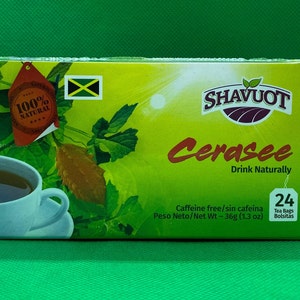 100%
NATURAL
SHAVUOT
Cerasee
Drink Naturally
Caffeine free/sin cafeina
Peso Neto/Net Wt – 36g (1.3 oz)
24
Tea Bags
Bolsitas